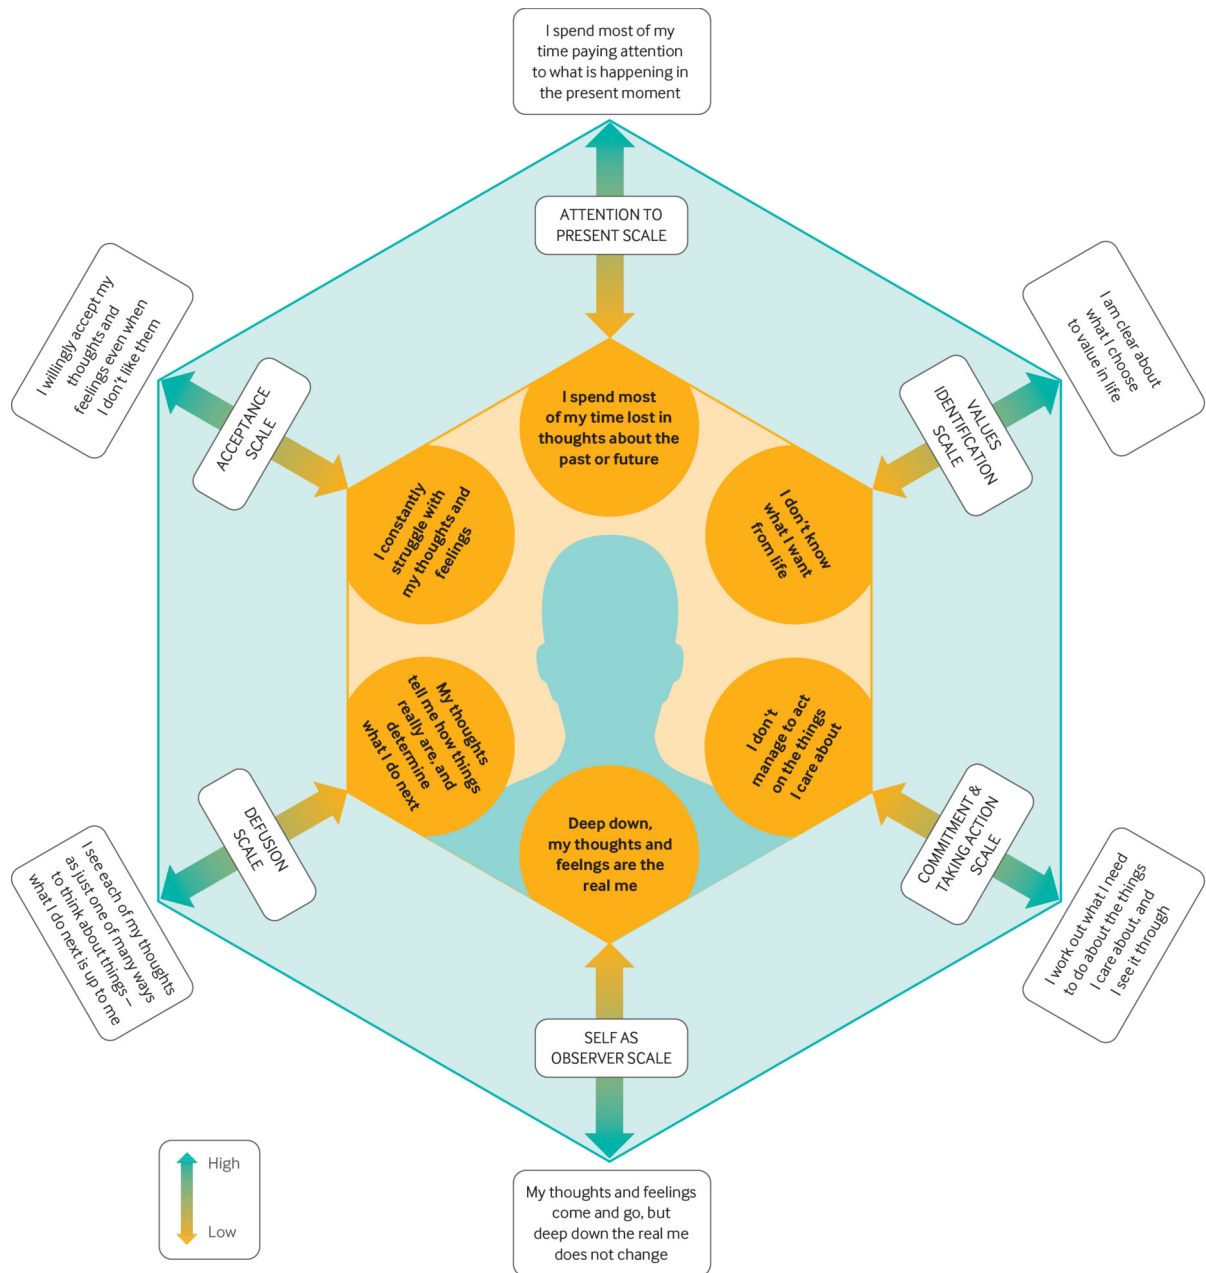 I spend most of my
time paying attention
to what is happening in
the present moment
ATTENTION TO
PRESENT SCALE
I willingly accept my
thoughts and
feelings even when
I don't like them
ACCEPTANCE
SCALE
I am clear about
what I choose
to value in life
VALUES
IDENTIFICATION
SCALE
I spend most
of my time lost in
thoughts about the
past or future
I constantly
struggle with
my thoughts and
feelings
I don't know
what I want
from life
My thoughts
tell me how things
really are, and
determine
what I do next
I don't
manage to act
on the things
I care about
Deep down,
my thoughts and
feelngs are the
real me
DEFUSION
SCALE
COMMITMENT &
TAKING ACTION
SCALE
I see each of my thoughts
as just one of many ways
to think about things –
what I do next is up to me
I work out what I need
to do about the things
I care about, and
I see it through
SELF AS
OBSERVER SCALE
High
Low
My thoughts and feelings
come and go, but
deep down the real me
does not change